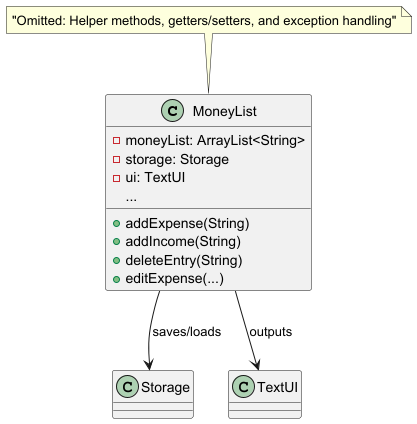 "Omitted: Helper methods, getters/setters, and exception handling"
C MoneyList
moneyList: ArrayList<String>
storage: Storage
ui: TextUI
...
addExpense(String)
addIncome(String)
deleteEntry(String)
editExpense(...)
saves/loads
outputs
C Storage
C TextUI